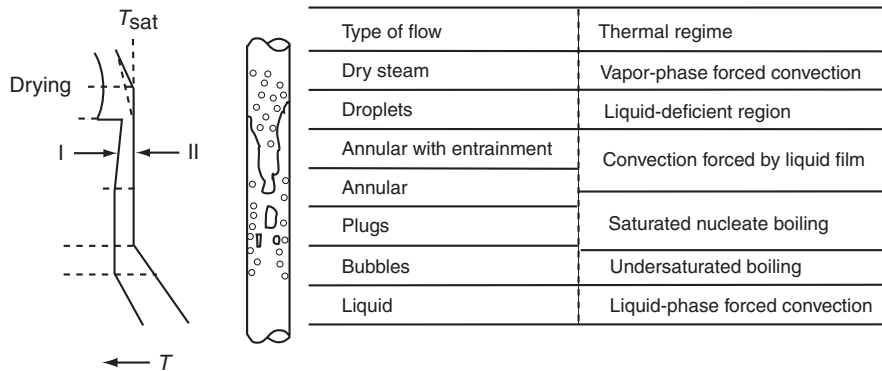 T sat
Drying
I
II
T
Type of flow
Thermal regime
Dry steam
Vapor-phase forced convection
Droplets
Liquid-deficient region
Annular with entrainment
Convection forced by liquid film
Annular
Plugs
Saturated nucleate boiling
Bubbles
Undersaturated boiling
Liquid
Liquid-phase forced convection